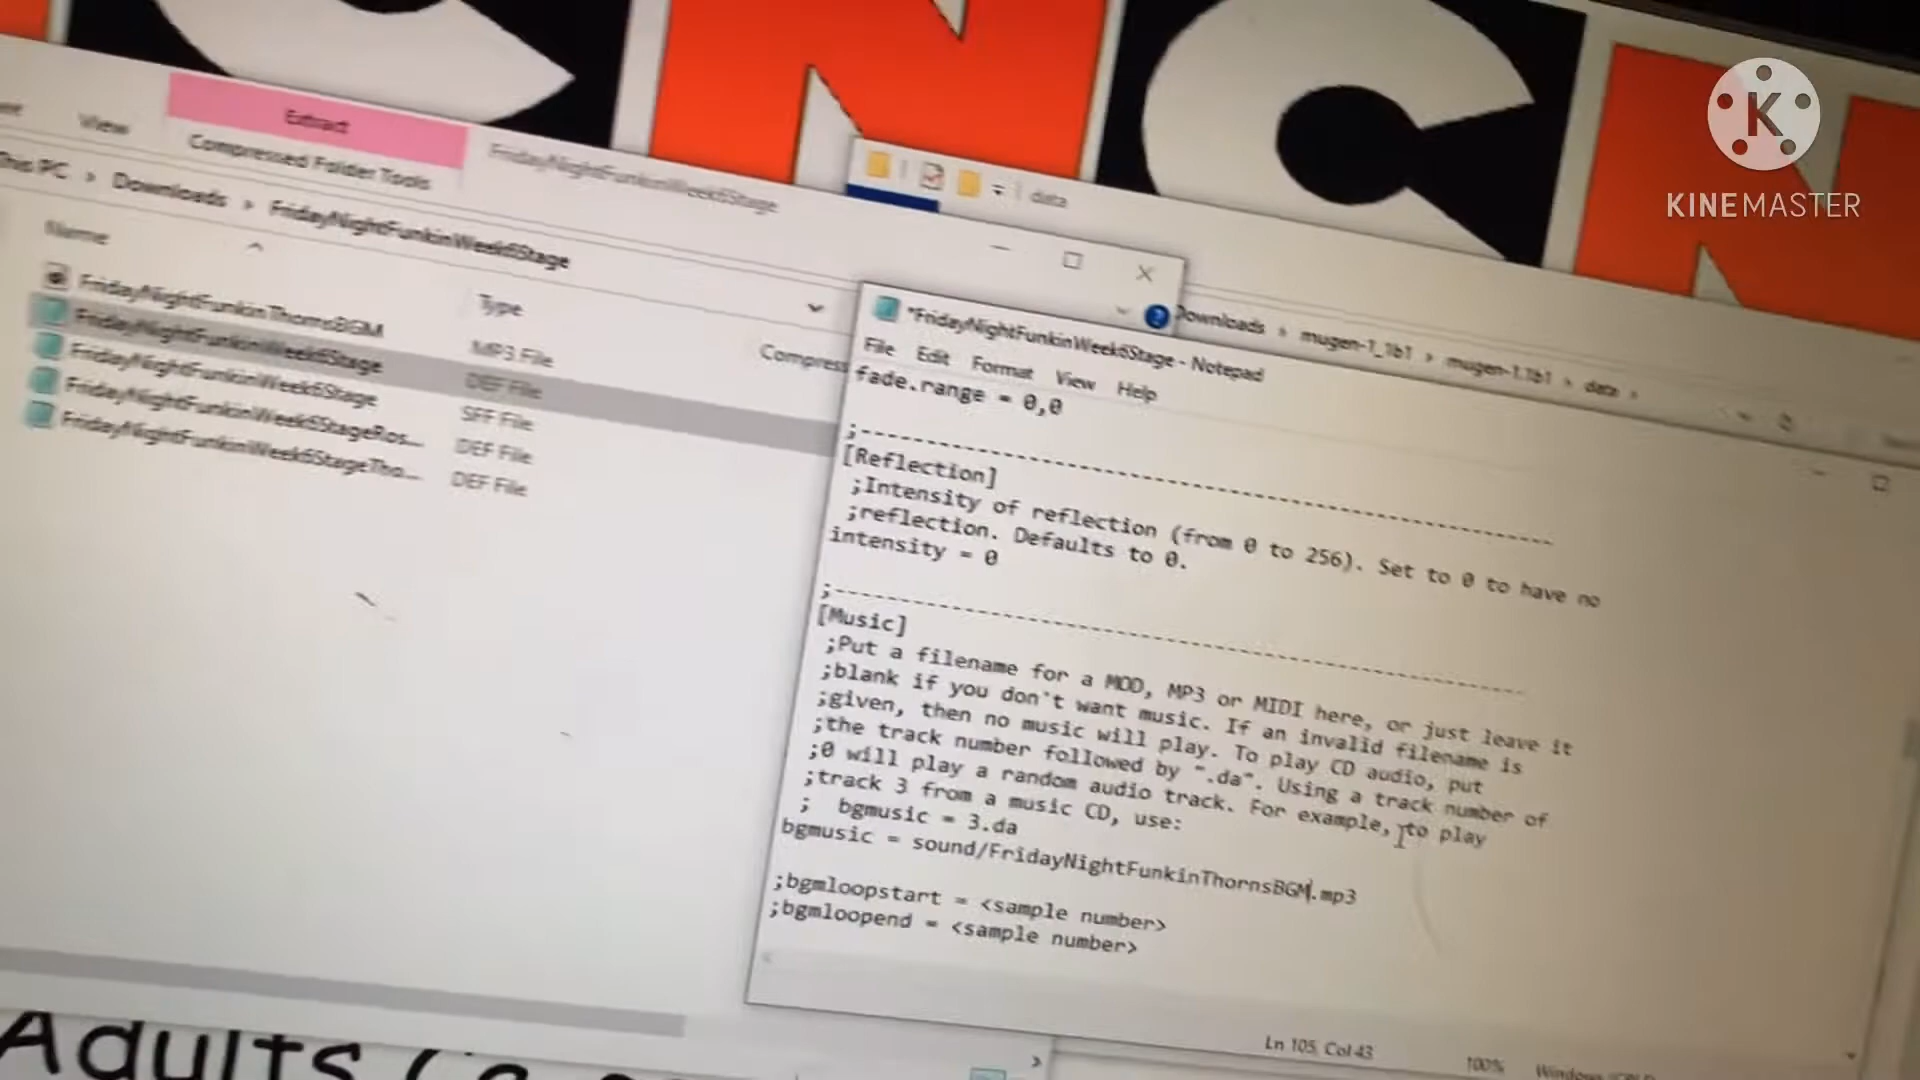 CNCN
KINEMASTER
View
Extract
Compressed Folder Tools
FridayNightFunkinWeek6Stage
data
This PC > Downloads > FridayNightFunkinWeek6Stage
Downloads > mugen-1_1b1 > mugen-1.1b1 > data >
Name
Type
Compress
FridayNightFunkinThornsBGM
MP3 File
FridayNightFunkinWeek6Stage
DEF File
FridayNightFunkinWeek6Stage
SFF File
FridayNightFunkinWeek6StageRos...
DEF File
FridayNightFunkinWeek6StageTho...
DEF File
*FridayNightFunkinWeek6Stage - Notepad
File Edit Format View Help
fade.range = 0,0
;----------------------------------------------------
[Reflection]
;Intensity of reflection (from 0 to 256). Set to 0 to have no
;reflection. Defaults to 0.
intensity = 0
;----------------------------------------------------
[Music]
;Put a filename for a MOD, MP3 or MIDI here, or just leave it
;blank if you don't want music. If an invalid filename is
;given, then no music will play. To play CD audio, put
;the track number followed by ".da". Using a track number of
;0 will play a random audio track. For example, to play
;track 3 from a music CD, use:
; bgmusic = 3.da
bgmusic = sound/FridayNightFunkinThornsBGM.mp3
;bgmloopstart = <sample number>
;bgmloopend = <sample number>
Ln 105, Col 43
100%
Windows
Adults